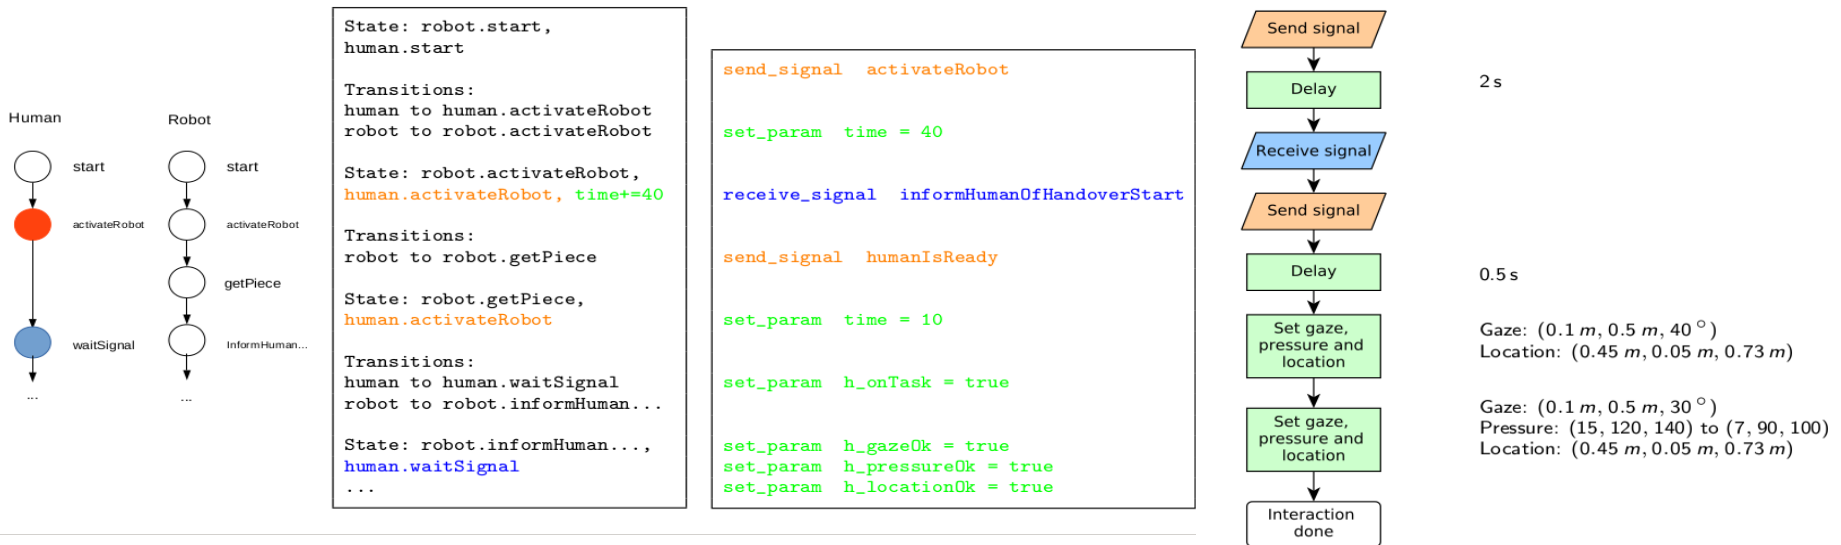 Human
Robot
start
activateRobot
waitSignal
...
start
activateRobot
getPiece
InformHuman...
...
State: robot.start,
human.start
Transitions:
human to human.activateRobot
robot to robot.activateRobot
State: robot.activateRobot,
human.activateRobot, time+=40
Transitions:
robot to robot.getPiece
State: robot.getPiece,
human.activateRobot
Transitions:
human to human.waitSignal
robot to robot.informHuman...
State: robot.informHuman...,
human.waitSignal
...
send_signal activateRobot
set_param time = 40
receive_signal informHumanOfHandoverStart
send_signal humanIsReady
set_param time = 10
set_param h_onTask = true
set_param h_gazeOk = true
set_param h_pressureOk = true
set_param h_locationOk = true
Send signal
Delay
2 s
Receive signal
Send signal
Delay
0.5 s
Set gaze,
pressure and
location
Gaze: (0.1 m, 0.5 m, 40 °)
Location: (0.45 m, 0.05 m, 0.73 m)
Set gaze,
pressure and
location
Gaze: (0.1 m, 0.5 m, 30 °)
Pressure: (15, 120, 140) to (7, 90, 100)
Location: (0.45 m, 0.05 m, 0.73 m)
Interaction
done